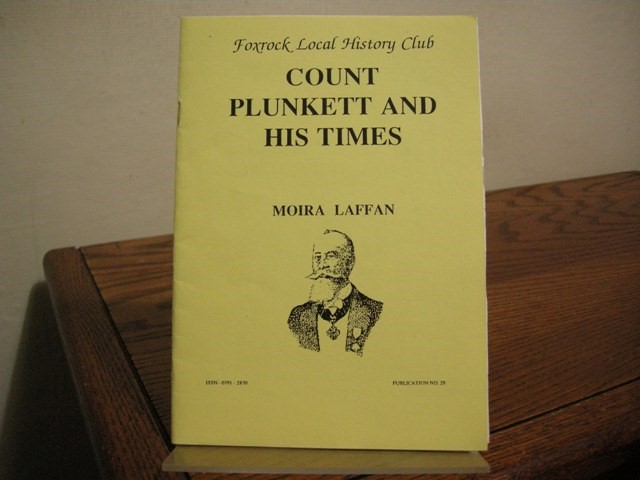 Foxrock Local History Club
COUNT
PLUNKETT AND
HIS TIMES
MOIRA LAFFAN
PUBLICATION NO. 28